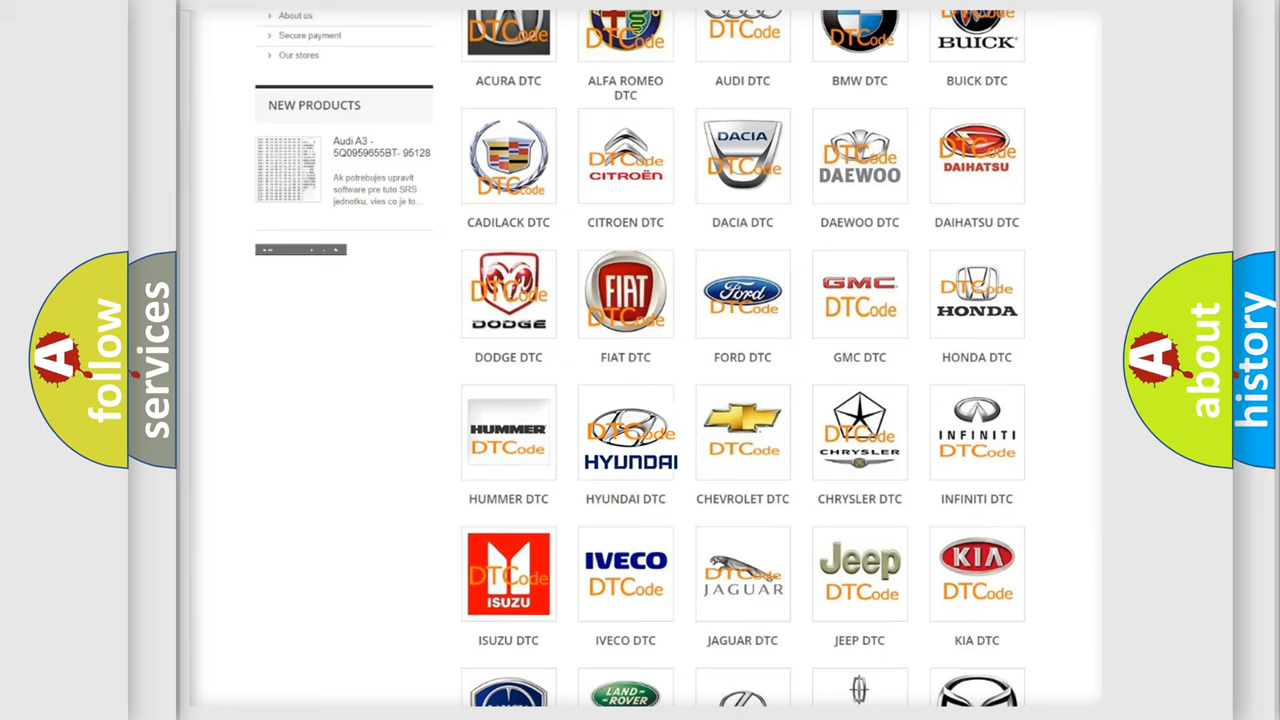 About us
Secure payment
Our stores
NEW PRODUCTS
Audi A3 -
5Q0959655BT- 95128
Ak potrebujes upravit
software pre tuto SRS
jednotku, vies co je to...
DTCode
DTCode
DTCode
DTCode
BUICK
ACURA DTC
ALFA ROMEO
DTC
AUDI DTC
BMW DTC
BUICK DTC
DTCode
DTCode
CITROËN
DACIA
DTCode
DTCode
DAEWOO
DTCode
DAIHATSU
CADILACK DTC
CITROEN DTC
DACIA DTC
DAEWOO DTC
DAIHATSU DTC
DTCode
DODGE
FIAT
DTCode
Ford
DTCode
GMC
DTCode
DTCode
HONDA
DODGE DTC
FIAT DTC
FORD DTC
GMC DTC
HONDA DTC
HUMMER
DTCode
DTCode
HYUNDAI
DTCode
DTCode
CHRYSLER
INFINITI
DTCode
HUMMER DTC
HYUNDAI DTC
CHEVROLET DTC
CHRYSLER DTC
INFINITI DTC
DTCode
ISUZU
IVECO
DTCode
DTCode
JAGUAR
Jeep
DTCode
KIA
DTCode
ISUZU DTC
IVECO DTC
JAGUAR DTC
JEEP DTC
KIA DTC
LAND-
ROVER
A follow
services
A about
history